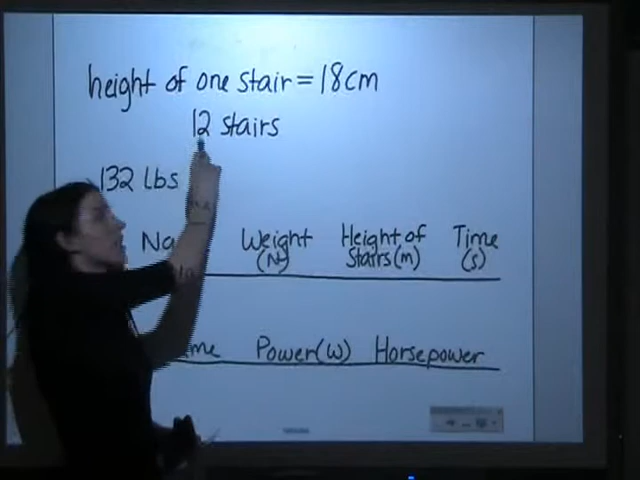 height of one stair = 18cm
12 stairs
132 lbs
Na Weight Height of Time
(N) Stairs(m) (s)
me Power(W) Horsepower